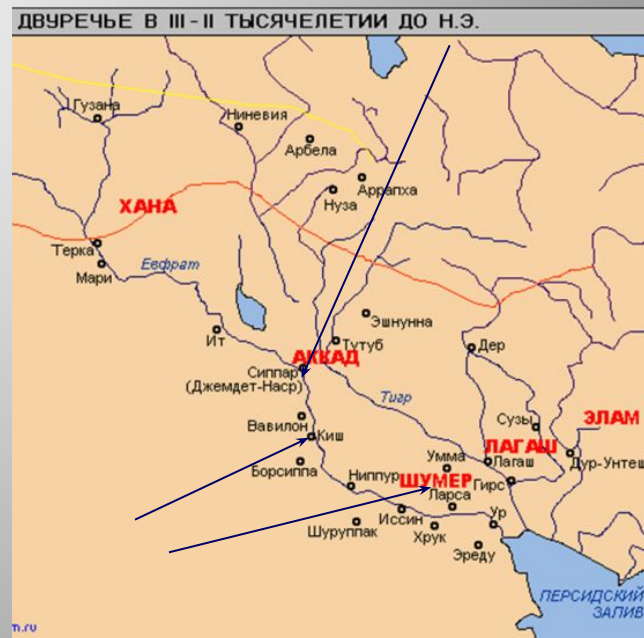 ДВУРЕЧЬЕ В III - II ТЫСЯЧЕЛЕТИИ ДО Н.Э.
Гузана
Ниневия
Арбела
Аррапха
Нуза
ХАНА
Терка
Мари
Евфрат
Ит
Эшнунна
Тутуб
АККАД
Сиппар
(Джемдет-Наср)
Дер
Тигр
Вавилон
Киш
Борсиппа
Сузы
ЭЛАМ
ЛАГАШ
Дур-Унтеш
Умма
Лагаш
Ниппур
ШУМЕР
Гирс
Ларса
Иссин
Ур
Шуруппак
Хрук
Эреду
ПЕРСИДСКИЙ
ЗАЛИВ
m.ru